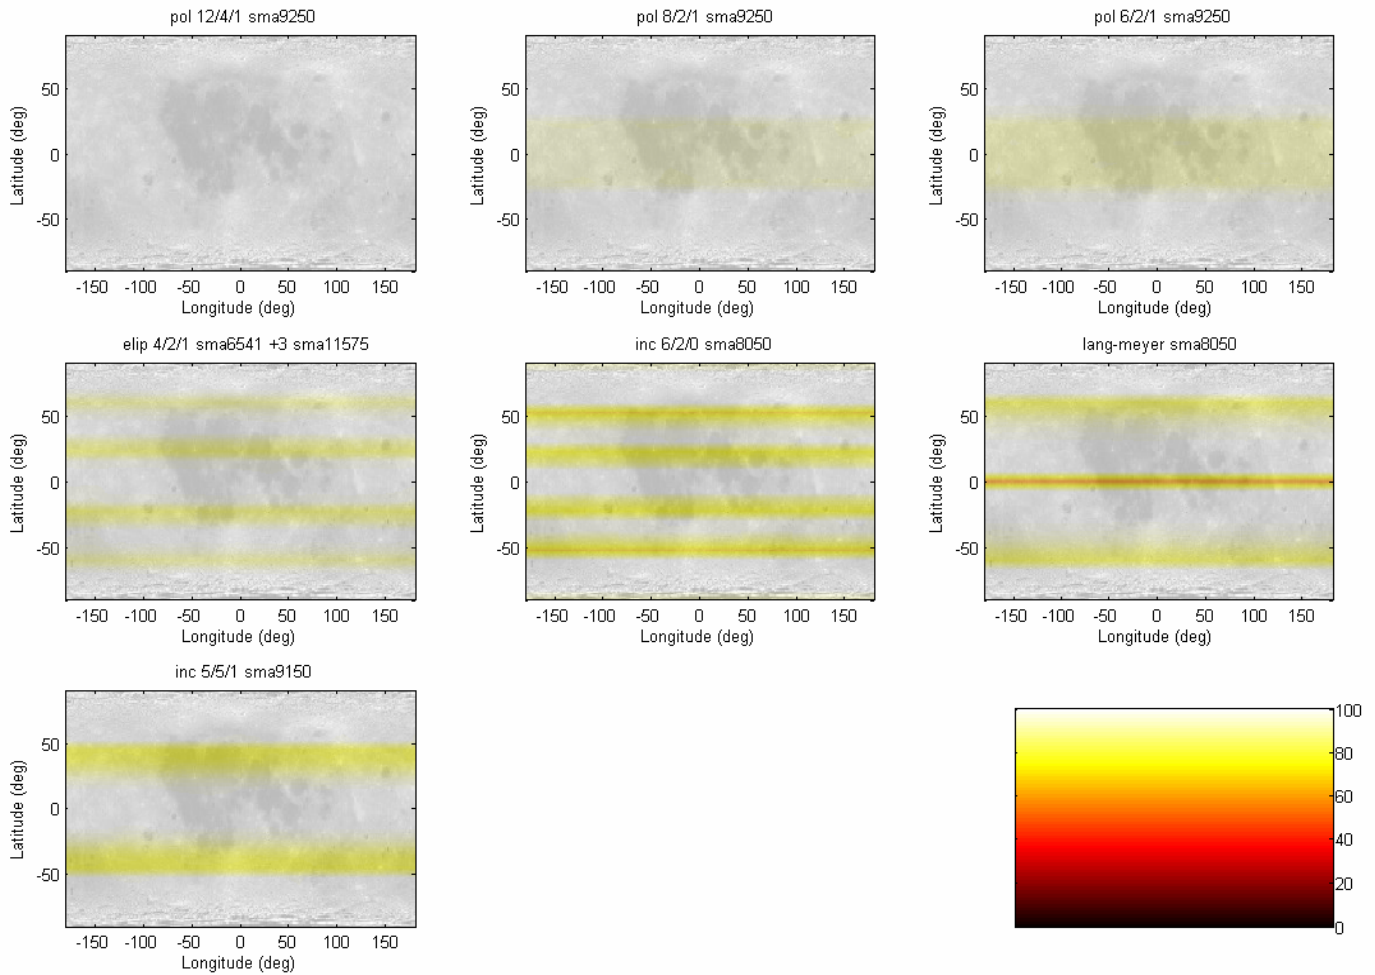 pol 12/4/1 sma9250
pol 8/2/1 sma9250
pol 6/2/1 sma9250
Latitude (deg)
50
0
-50
-150 -100 -50 0 50 100 150
Longitude (deg)
Latitude (deg)
50
0
-50
-150 -100 -50 0 50 100 150
Longitude (deg)
Latitude (deg)
50
0
-50
-150 -100 -50 0 50 100 150
Longitude (deg)
elip 4/2/1 sma6541 +3 sma11575
inc 6/2/0 sma8050
lang-meyer sma8050
Latitude (deg)
50
0
-50
-150 -100 -50 0 50 100 150
Longitude (deg)
Latitude (deg)
50
0
-50
-150 -100 -50 0 50 100 150
Longitude (deg)
Latitude (deg)
50
0
-50
-150 -100 -50 0 50 100 150
Longitude (deg)
inc 5/5/1 sma9150
Latitude (deg)
50
0
-50
-150 -100 -50 0 50 100 150
Longitude (deg)
100
80
60
40
20
0